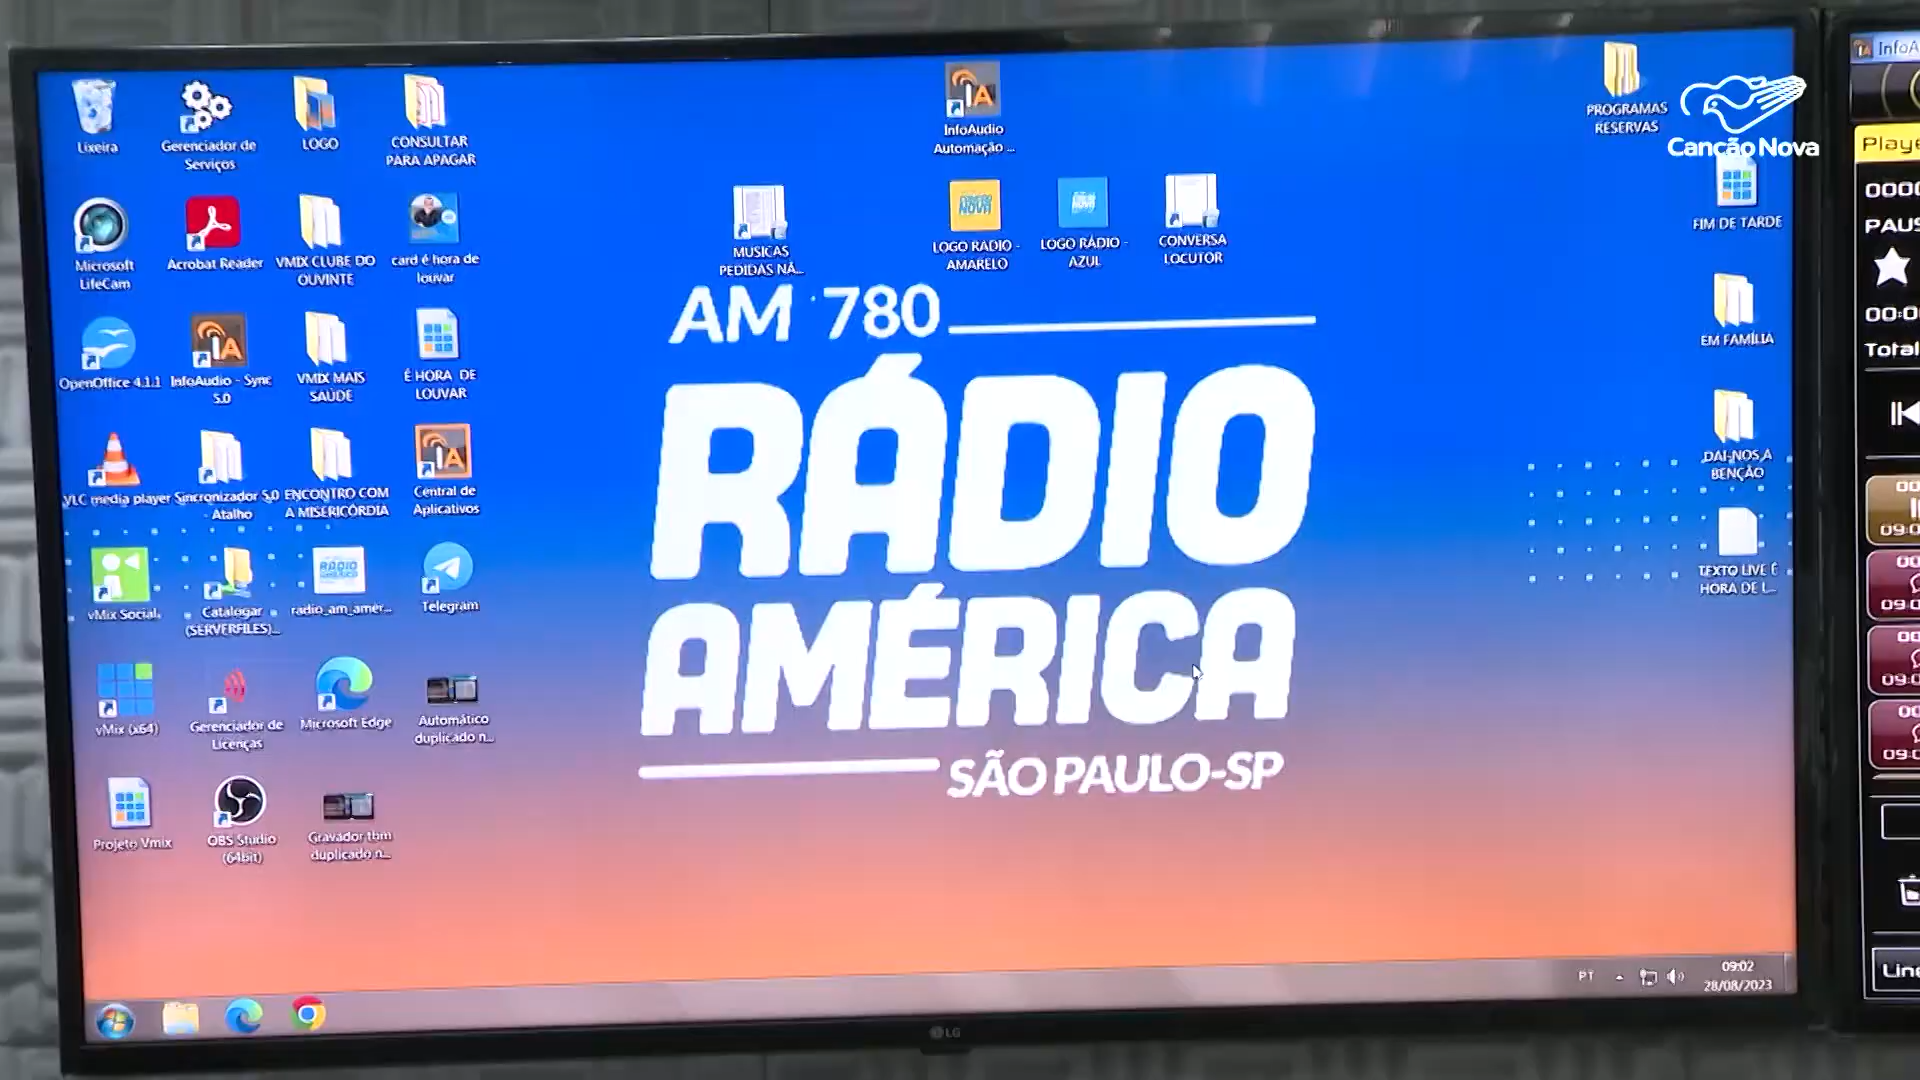 Lixeira
Gerenciador de
Serviços
LOGO
CONSULTAR
PARA APAGAR
InfoAudio
Automação ...
PROGRAMAS
RESERVAS
Canção Nova
Microsoft
LifeCam
Acrobat Reader
VMIX CLUBE DO
OUVINTE
card é hora de
louvar
MUSICAS
PEDIDAS NÃ...
LOGO RADIO -
AMARELO
LOGO RÁDIO -
AZUL
CONVERSA
LOCUTOR
FIM DE TARDE
OpenOffice 4.1.1
InfoAudio - Sync
5.0
VMIX MAIS
SAÚDE
É HORA DE
LOUVAR
EM FAMÍLIA
VLC media player
Sincronizador 5.0
- Atalho
ENCONTRO COM
A MISERICÓRDIA
Central de
Aplicativos
DAI-NOS A
BENÇÃO
vMix Social
Catalogar
(SERVERFILES)...
radio_am_amer...
Telegram
TEXTO LIVE É
HORA DE L...
vMix (x64)
Gerenciador de
Licenças
Microsoft Edge
Automático
duplicado n...
Projeto Vmix
OBS Studio
(64bit)
Gravador tbm
duplicado n...
AM 780
RÁDIO
AMÉRICA
SÃO PAULO-SP
PT
09:02
28/08/2023
LG
InfoA
Playe
PAUS
Total
Line